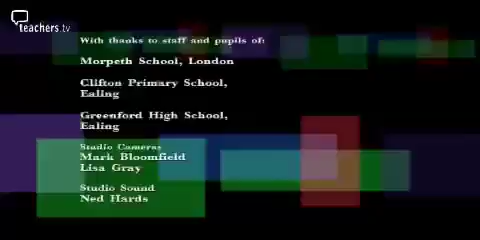 teachers.tv
With thanks to staff and pupils of:
Morpeth School, London
Clifton Primary School,
Ealing
Greenford High School,
Ealing
Studio Cameras
Mark Bloomfield
Lisa Gray
Studio Sound
Ned Hards